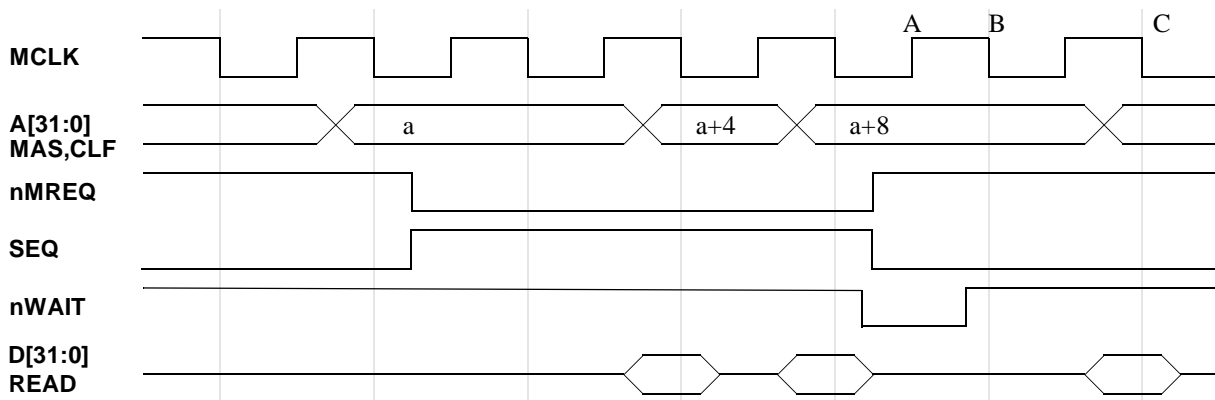 A B C
MCLK
A[31:0] a a+4 a+8
MAS,CLF
nMREQ
SEQ
nWAIT
D[31:0]
READ